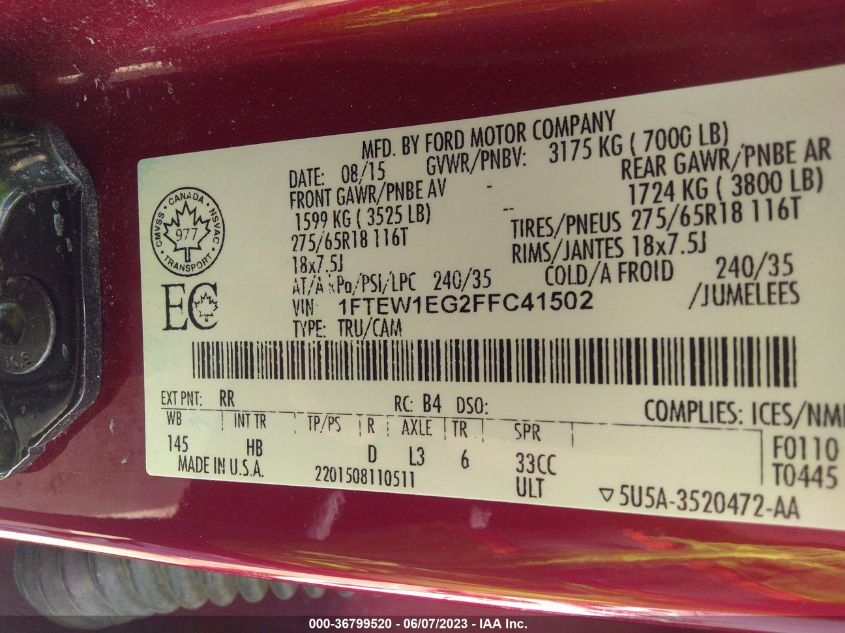 MFD. BY FORD MOTOR COMPANY
DATE: 08/15 GVWR/PNBV: 3175 KG ( 7000 LB)
FRONT GAWR/PNBE AV - REAR GAWR/PNBE AR
1599 KG ( 3525 LB) - 1724 KG ( 3800 LB)
275/65R18 116T TIRES/PNEUS 275/65R18 116T
18x7.5J RIMS/JANTES 18x7.5J
AT/A kPa/PSI/LPC 240/35 COLD/A FROID 240/35
VIN: 1FTEW1EG2FFC41502 /JUMELEES
TYPE: TRU/CAM
CMVSS · CANADA · NSVAC
977
TRANSPORT
EC
EXT PNT: RR RC: B4 DSO:
COMPLIES: ICES/NM
WB INT TR TP/PS R AXLE TR SPR
145 HB D L3 6 33CC
F0110
T0445
MADE IN U.S.A. 2201508110511 ULT
▽5U5A-3520472-AA
000-36799520 - 06/07/2023 - IAA Inc.